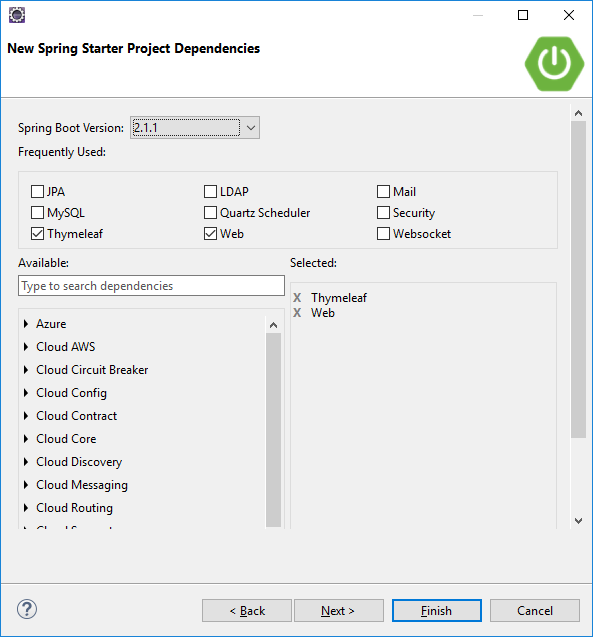 New Spring Starter Project Dependencies
Spring Boot Version: 2.1.1
Frequently Used:
JPA LDAP Mail
MySQL Quartz Scheduler Security
Thymeleaf Web Websocket
Available: Selected:
Type to search dependencies
X Thymeleaf
X Web
Azure
Cloud AWS
Cloud Circuit Breaker
Cloud Config
Cloud Contract
Cloud Core
Cloud Discovery
Cloud Messaging
Cloud Routing
? < Back Next > Finish Cancel